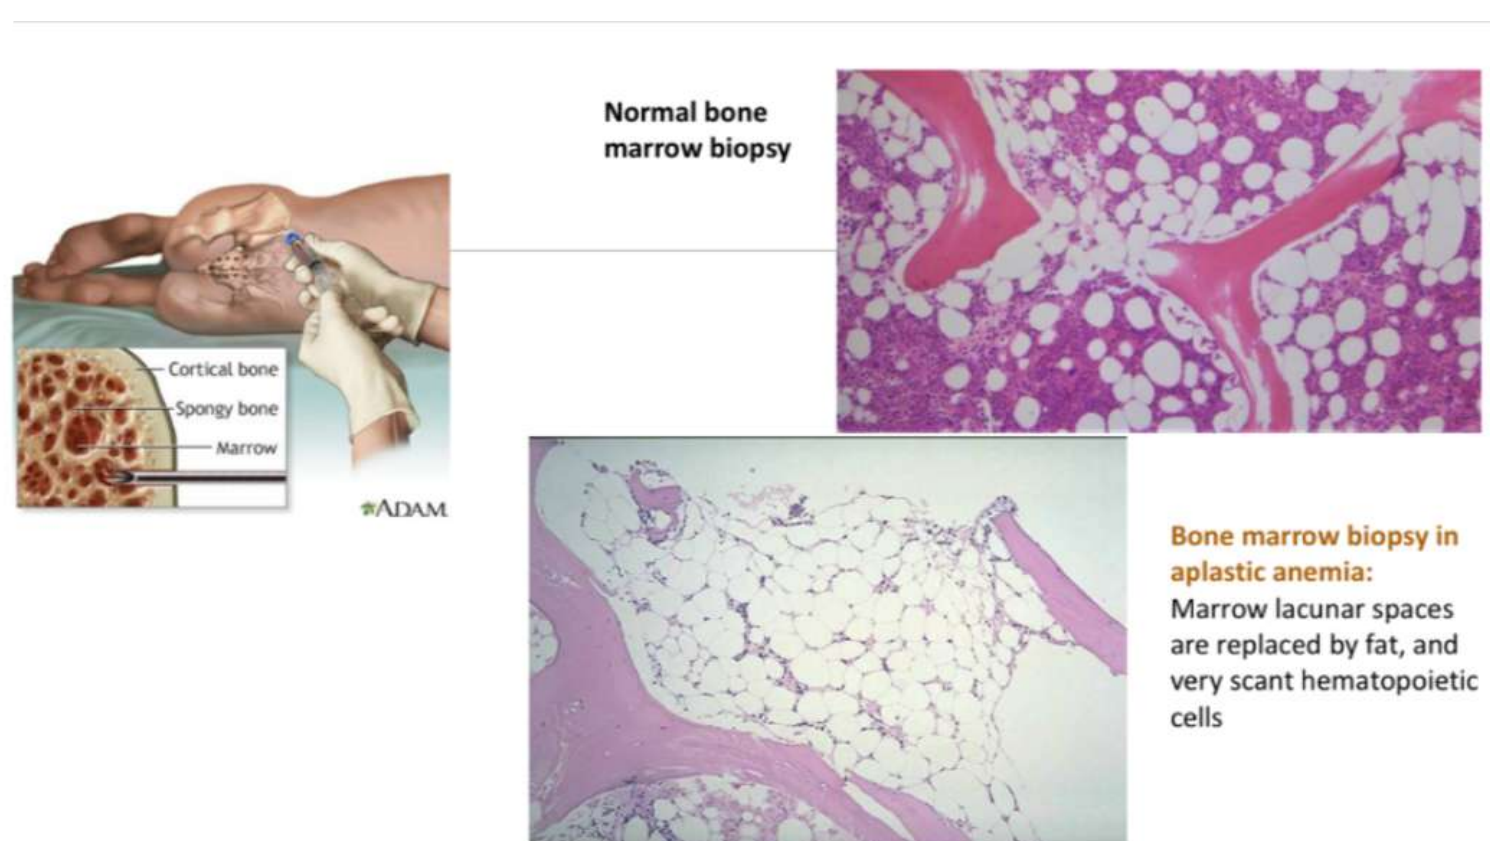 Normal bone
marrow biopsy
Cortical bone
Spongy bone
Marrow
ADAM
Bone marrow biopsy in
aplastic anemia:
Marrow lacunar spaces
are replaced by fat, and
very scant hematopoietic
cells